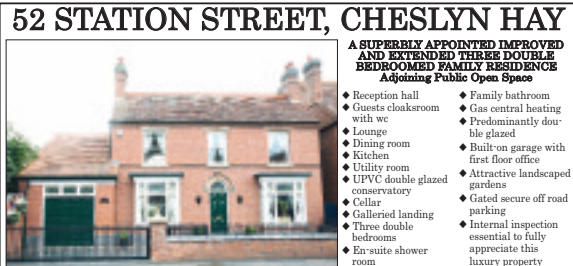 52 STATION STREET, CHESLYN HAY
A SUPERBLY APPOINTED IMPROVED
AND EXTENDED THREE DOUBLE
BEDROOMED FAMILY RESIDENCE
Adjoining Public Open Space
◆ Reception hall
◆ Guests cloaksroom
with wc
◆ Lounge
◆ Dining room
◆ Kitchen
◆ Utility room
◆ UPVC double glazed
conservatory
◆ Cellar
◆ Galleried landing
◆ Three double
bedrooms
◆ En-suite shower
room
◆ Family bathroom
◆ Gas central heating
◆ Predominantly dou-
ble glazed
◆ Built-on garage with
first floor office
◆ Attractive landscaped
gardens
◆ Gated secure off road
parking
◆ Internal inspection
essential to fully
appreciate this
luxury property